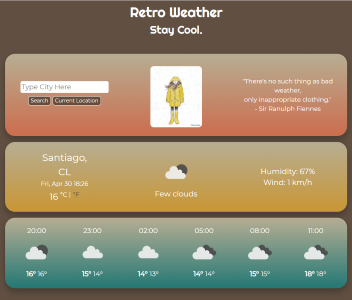 Retro Weather
Stay Cool.
Type City Here
Search Current Location
"There's no such thing as bad
weather,
only inappropriate clothing."
- Sir Ranulph Fiennes
Santiago,
CL
Fri, Apr 30 18:26
16 °C | °F
Few clouds
Humidity: 67%
Wind: 1 km/h
20:00 23:00 02:00 05:00 08:00 11:00
16° 16° 15° 14° 14° 13° 14° 14° 15° 15° 18° 18°